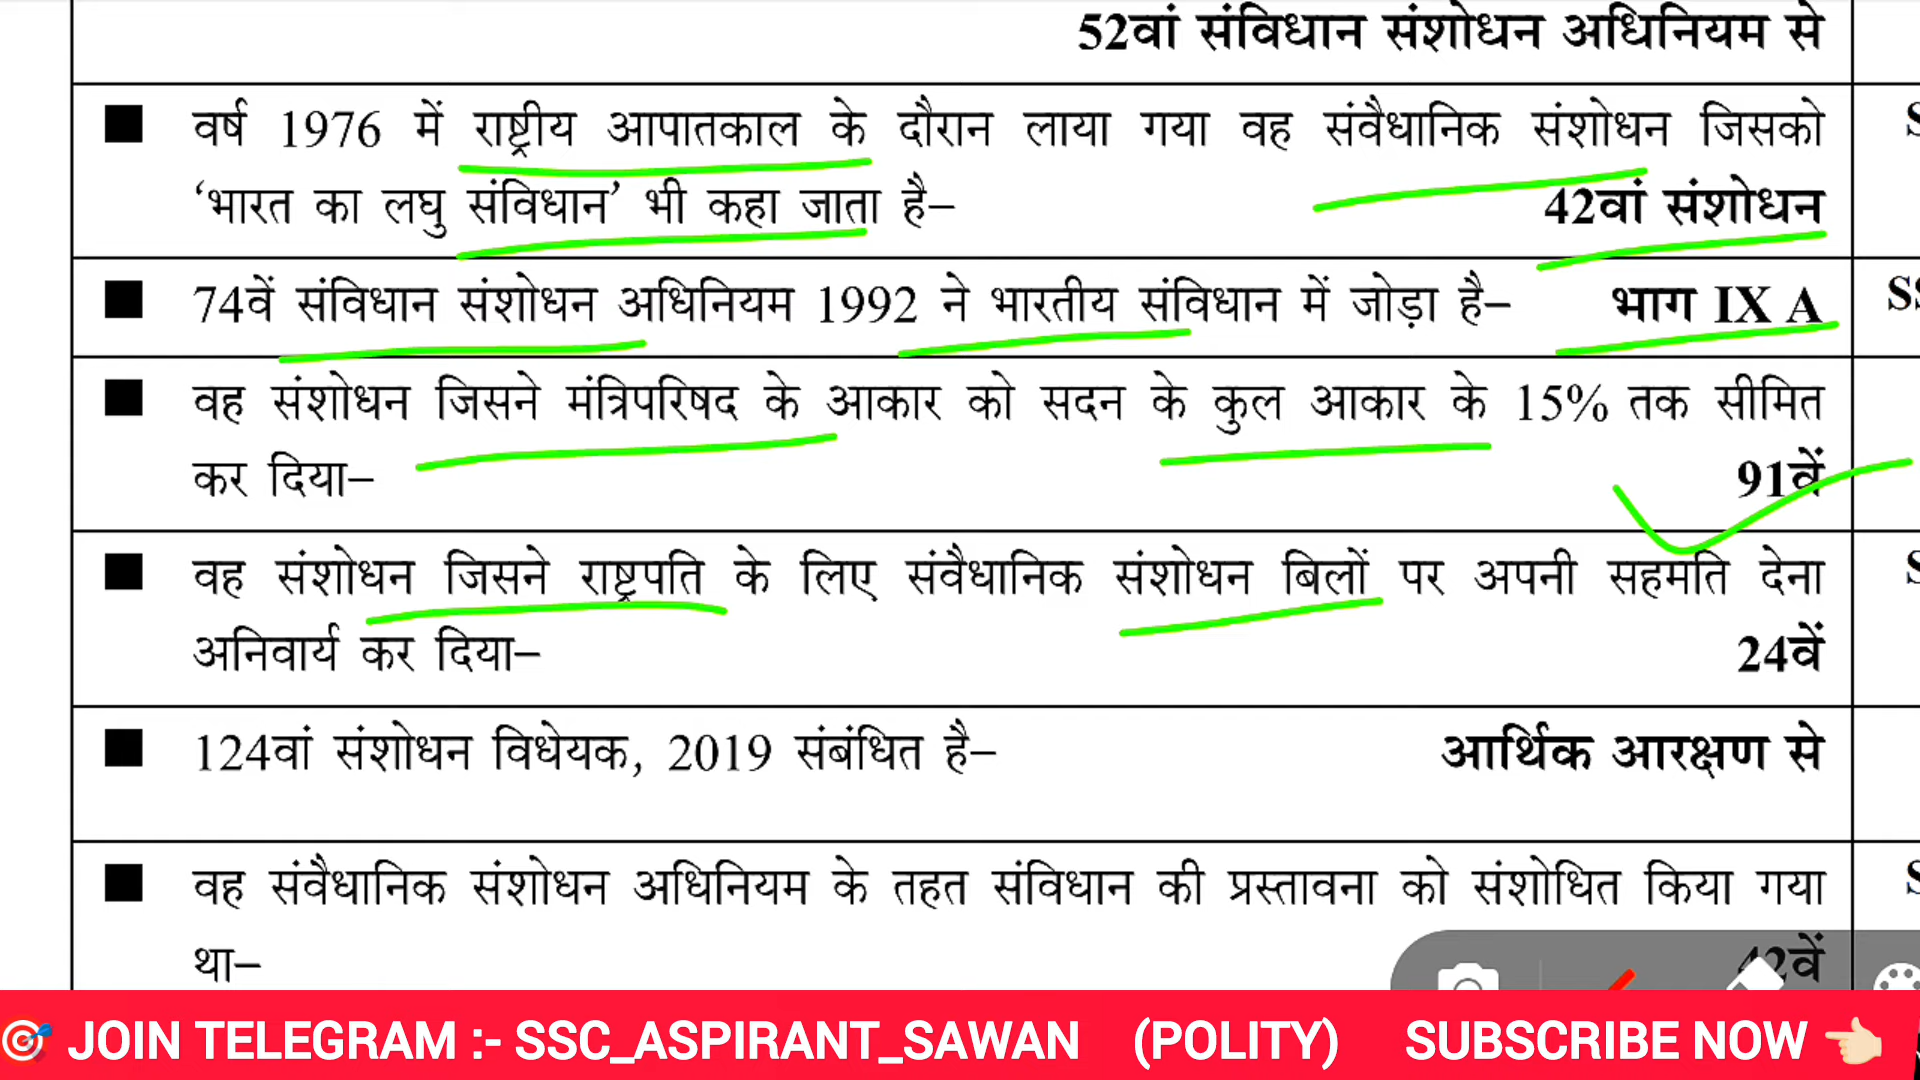 52वां संविधान संशोधन अधिनियम से
■ वर्ष 1976 में राष्ट्रीय आपातकाल के दौरान लाया गया वह संवैधानिक संशोधन जिसको
‘भारत का लघु संविधान’ भी कहा जाता है– 42वां संशोधन
■ 74वें संविधान संशोधन अधिनियम 1992 ने भारतीय संविधान में जोड़ा है– भाग IX A
■ वह संशोधन जिसने मंत्रिपरिषद के आकार को सदन के कुल आकार के 15% तक सीमित
कर दिया– 91वें
■ वह संशोधन जिसने राष्ट्रपति के लिए संवैधानिक संशोधन बिलों पर अपनी सहमति देना
अनिवार्य कर दिया– 24वें
■ 124वां संशोधन विधेयक, 2019 संबंधित है– आर्थिक आरक्षण से
■ वह संवैधानिक संशोधन अधिनियम के तहत संविधान की प्रस्तावना को संशोधित किया गया
था– 42वें
JOIN TELEGRAM :- SSC_ASPIRANT_SAWAN (POLITY) SUBSCRIBE NOW